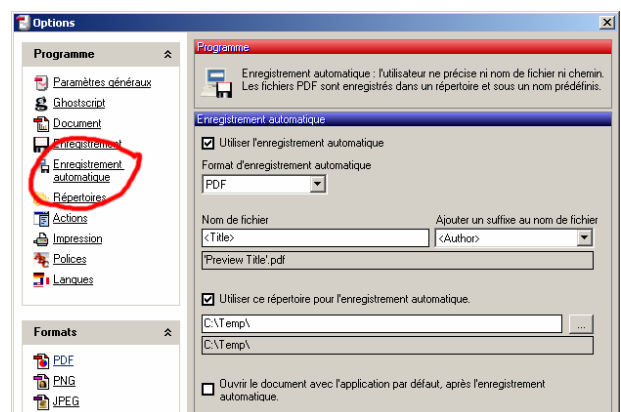 Options
Programme
Paramètres généraux
Ghostscript
Document
Enregistrement
Enregistrement
automatique
Répertoires
Actions
Impression
Polices
Langues
Formats
PDF
PNG
JPEG
Programme
Enregistrement automatique : l'utilisateur ne précise ni nom de fichier ni chemin.
Les fichiers PDF sont enregistrés dans un répertoire et sous un nom prédéfinis.
Enregistrement automatique
Utiliser l'enregistrement automatique
Format d'enregistrement automatique
PDF
Nom de fichier Ajouter un suffixe au nom de fichier
<Title> <Author>
'Preview Title'.pdf
Utiliser ce répertoire pour l'enregistrement automatique.
C:\Temp\ ...
C:\Temp\
Ouvrir le document avec l'application par défaut, après l'enregistrement
automatique.